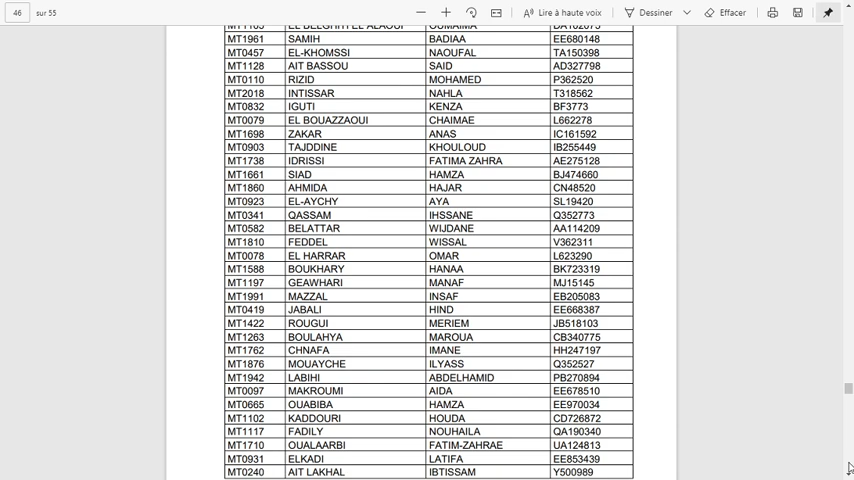 46 sur 55 Lire à haute voix Dessiner Effacer
MT1961 SAMIH BADIAA EE680148
MT0457 EL-KHOMSSI NAOUFAL TA150398
MT1128 AIT BASSOU SAID AD327798
MT0110 RIZID MOHAMED P362520
MT2018 INTISSAR NAHLA T318562
MT0832 IGUTI KENZA BF3773
MT0079 EL BOUAZZAOUI CHAIMAE L662278
MT1698 ZAKAR ANAS IC161592
MT0903 TAJDDINE KHOULOUD IB255449
MT1738 IDRISSI FATIMA ZAHRA AE275128
MT1661 SIAD HAMZA BJ474660
MT1860 AHMIDA HAJAR CN48520
MT0923 EL-AYCHY AYA SL19420
MT0341 QASSAM IHSSANE Q352773
MT0582 BELATTAR WIJDANE AA114209
MT1810 FEDDEL WISSAL V362311
MT0078 EL HARRAR OMAR L623290
MT1588 BOUKHARY HANAA BK723319
MT1197 GEAWHARI MANAF MJ15145
MT1991 MAZZAL INSAF EB205083
MT0419 JABALI HIND EE668387
MT1422 ROUGUI MERIEM JB518103
MT1263 BOULAHYA MAROUA CB340775
MT1762 CHNAFA IMANE HH247197
MT1876 MOUAYCHE ILYASS Q352527
MT1942 LABIHI ABDELHAMID PB270894
MT0097 MAKROUMI AIDA EE678510
MT0665 OUABIBA HAMZA EE970034
MT1102 KADDOURI HOUDA CD726872
MT1117 FADILY NOUHAILA QA190340
MT1710 OUALAARBI FATIM-ZAHRAE UA124813
MT0931 ELKADI LATIFA EE853439
MT0240 AIT LAKHAL IBTISSAM Y500989